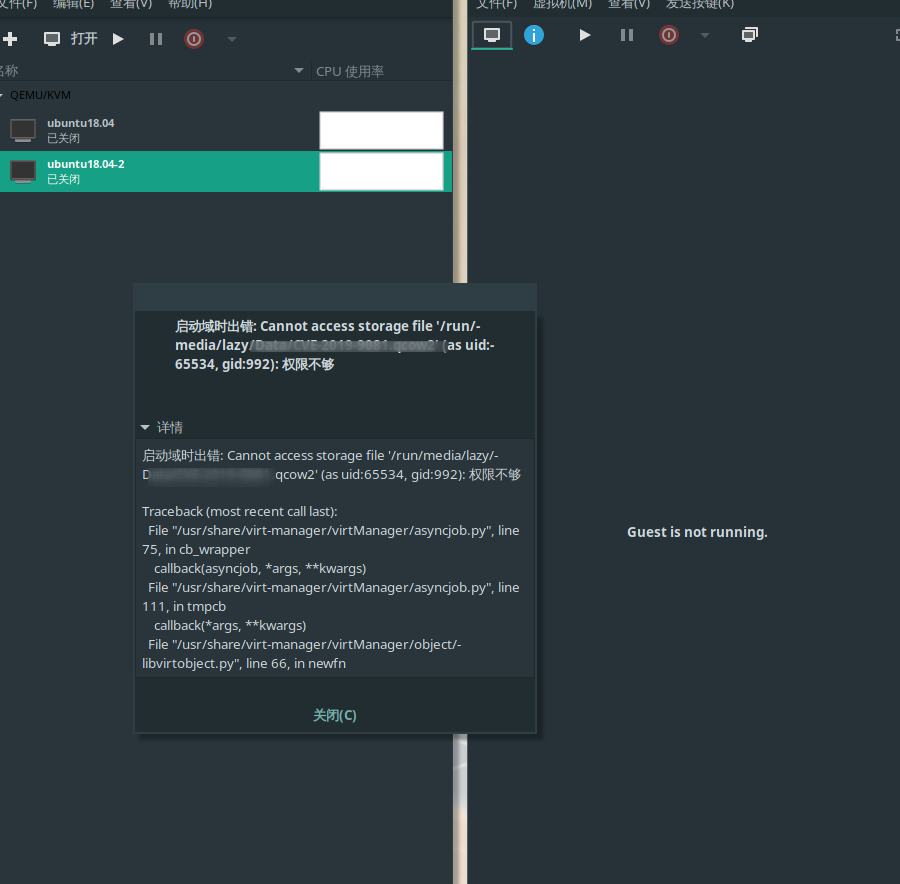 文件(F) 编辑(E) 查看(V) 帮助(H)
打开
名称 CPU 使用率
QEMU/KVM
ubuntu18.04
已关闭
ubuntu18.04-2
已关闭
文件(F) 虚拟机(M) 查看(V) 发送按键(K)
启动域时出错: Cannot access storage file '/run/-
media/lazy/Data/CVE-2019-9081.qcow2' (as uid:-
65534, gid:992): 权限不够
详情
启动域时出错: Cannot access storage file '/run/media/lazy/-
qcow2' (as uid:65534, gid:992): 权限不够
Traceback (most recent call last):
File "/usr/share/virt-manager/virtManager/asyncjob.py", line
75, in cb_wrapper
callback(asyncjob, *args, **kwargs)
File "/usr/share/virt-manager/virtManager/asyncjob.py", line
111, in tmpcb
callback(*args, **kwargs)
File "/usr/share/virt-manager/virtManager/object/-
libvirtobject.py", line 66, in newfn
关闭(C)
Guest is not running.